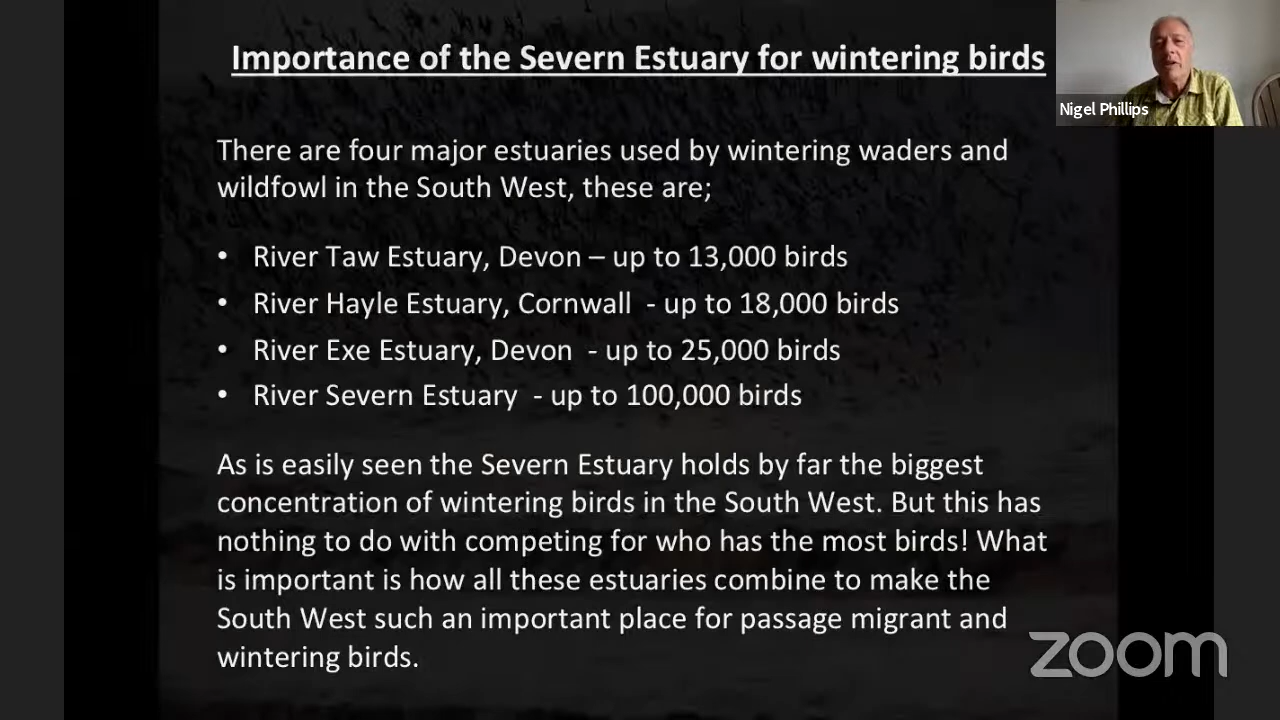 Importance of the Severn Estuary for wintering birds
Nigel Phillips
There are four major estuaries used by wintering waders and
wildfowl in the South West, these are;
• River Taw Estuary, Devon – up to 13,000 birds
• River Hayle Estuary, Cornwall  - up to 18,000 birds
• River Exe Estuary, Devon  - up to 25,000 birds
• River Severn Estuary  - up to 100,000 birds
As is easily seen the Severn Estuary holds by far the biggest
concentration of wintering birds in the South West. But this has
nothing to do with competing for who has the most birds! What
is important is how all these estuaries combine to make the
South West such an important place for passage migrant and
wintering birds.
zoom